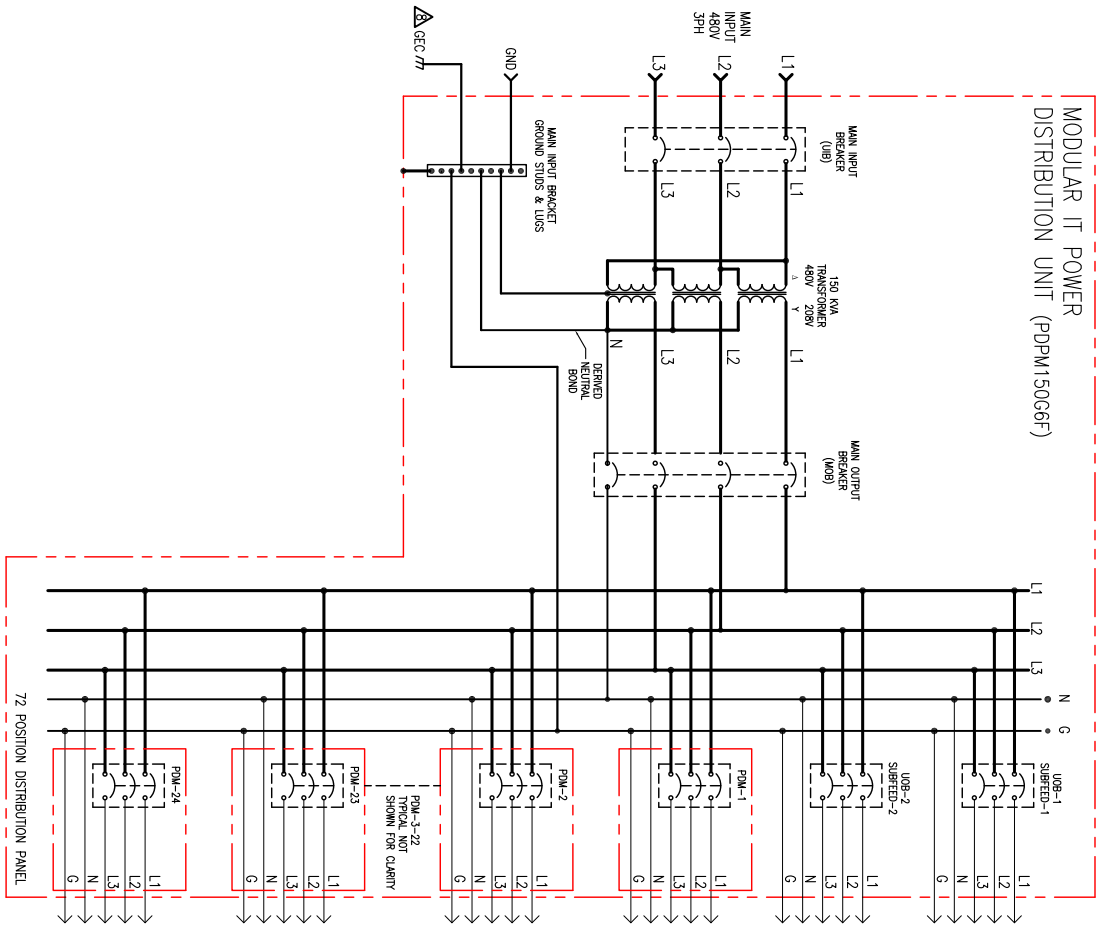 MODULAR IT POWER
DISTRIBUTION UNIT (PDPM150G6F)
MAIN
INPUT
480V
3PH
L1
L2
L3
GND
8
GEC
MAIN INPUT
BREAKER
(UIB)
L1
L2
L3
MAIN INPUT BRACKET
GROUND STUDS & LUGS
150 KVA
TRANSFORMER
480V 208V
Δ Y
L1
L2
L3
N
DERIVED
NEUTRAL
BOND
MAIN OUTPUT
BREAKER
(MOB)
L1
L2
L3
N
G
UOB-1
SUBFEED-1
L1
L2
L3
N
G
UOB-2
SUBFEED-2
L1
L2
L3
N
G
PDM-1
L1
L2
L3
N
G
PDM-2
L1
L2
L3
N
G
PDM-3-22
TYPICAL NOT
SHOWN FOR CLARITY
PDM-23
L1
L2
L3
N
G
PDM-24
L1
L2
L3
N
G
72 POSITION DISTRIBUTION PANEL